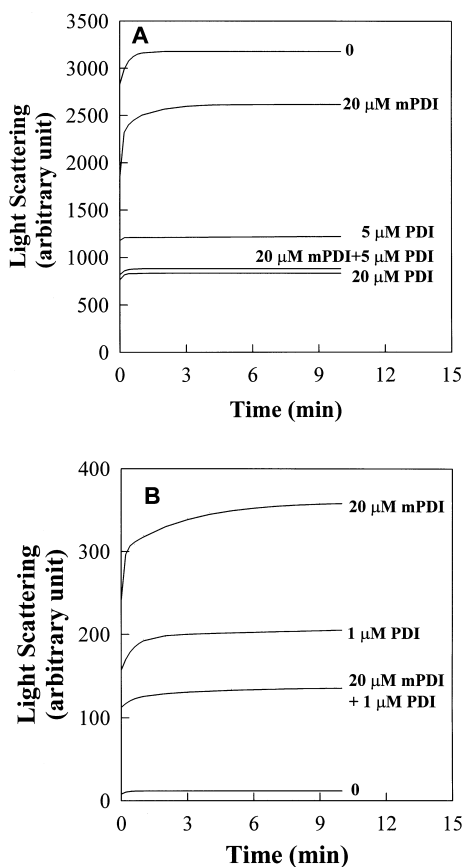 A
3500
3000
2500
2000
1500
1000
500
0
Light Scattering
(arbitrary unit)
0
20 μM mPDI
5 μM PDI
20 μM mPDI+5 μM PDI
20 μM PDI
0 3 6 9 12 15
Time (min)
B
400
300
200
100
0
Light Scattering
(arbitrary unit)
20 μM mPDI
1 μM PDI
20 μM mPDI
+ 1 μM PDI
0
0 3 6 9 12 15
Time (min)